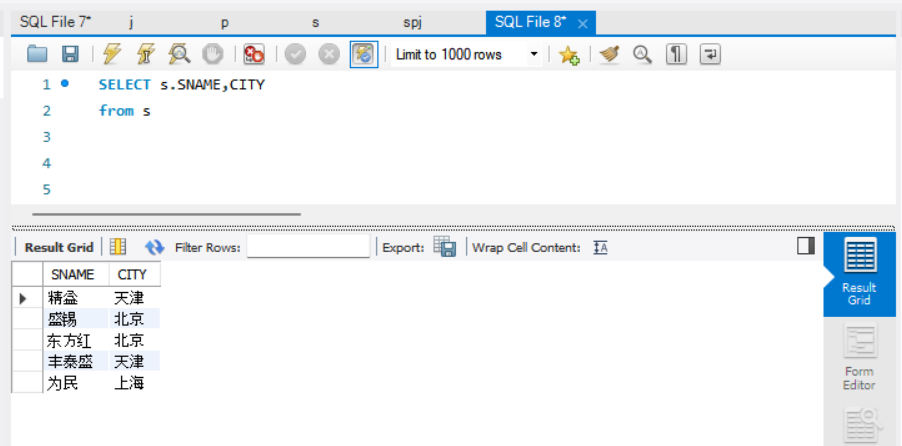 SQL File 7* j p s spj SQL File 8* ×
Limit to 1000 rows
1 SELECT s.SNAME,CITY
2 from s
3
4
5
Result Grid Filter Rows: Export: Wrap Cell Content: IA
SNAME CITY
精益 天津
盛锡 北京
东方红 北京
丰泰盛 天津
为民 上海
Result
Grid
Form
Editor